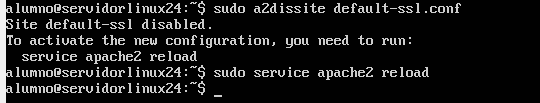 alumno@servidorlinux24:~$ sudo a2dissite default-ssl.conf
Site default-ssl disabled.
To activate the new configuration, you need to run:
  service apache2 reload
alumno@servidorlinux24:~$ sudo service apache2 reload
alumno@servidorlinux24:~$ _